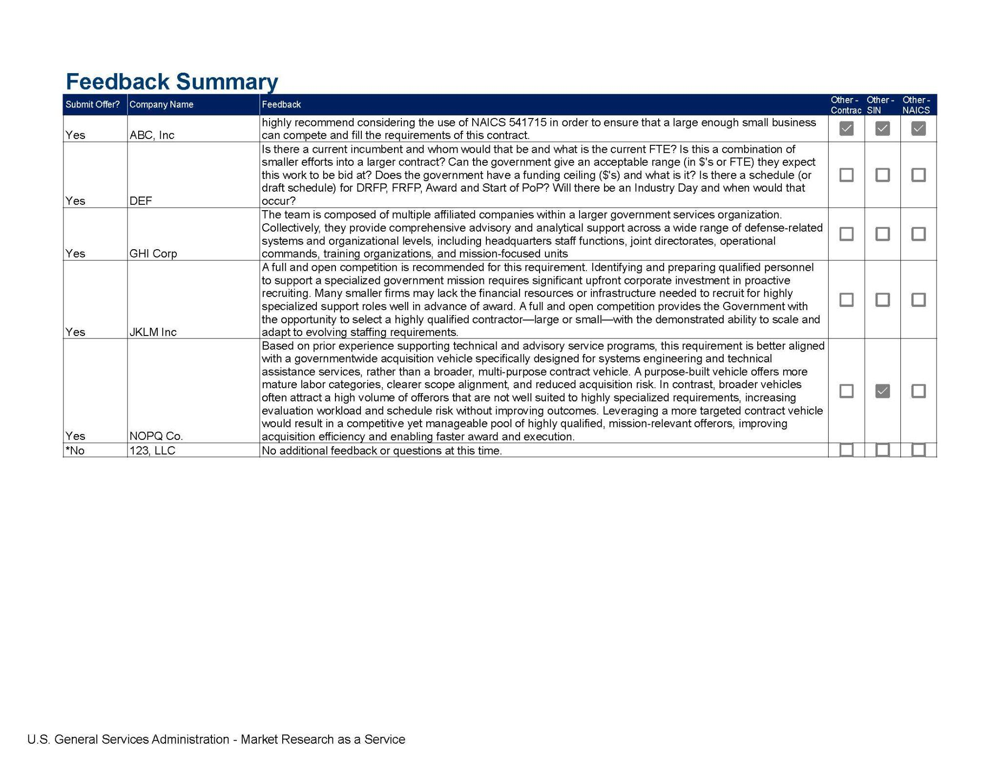 Feedback Summary
Submit Offer? Company Name Feedback Other - Contrac Other - SIN Other - NAICS
highly recommend considering the use of NAICS 541715 in order to ensure that a large enough small business
Yes ABC, Inc can compete and fill the requirements of this contract.
Is there a current incumbent and whom would that be and what is the current FTE? Is this a combination of
smaller efforts into a larger contract? Can the government give an acceptable range (in $'s or FTE) they expect
this work to be bid at? Does the government have a funding ceiling ($'s) and what is it? Is there a schedule (or
draft schedule) for DRFP, FRFP, Award and Start of PoP? Will there be an Industry Day and when would that
Yes DEF occur?
The team is composed of multiple affiliated companies within a larger government services organization.
Collectively, they provide comprehensive advisory and analytical support across a wide range of defense-related
systems and organizational levels, including headquarters staff functions, joint directorates, operational
Yes GHI Corp commands, training organizations, and mission-focused units
A full and open competition is recommended for this requirement. Identifying and preparing qualified personnel
to support a specialized government mission requires significant upfront corporate investment in proactive
recruiting. Many smaller firms may lack the financial resources or infrastructure needed to recruit for highly
specialized support roles well in advance of award. A full and open competition provides the Government with
the opportunity to select a highly qualified contractor—large or small—with the demonstrated ability to scale and
Yes JKLM Inc adapt to evolving staffing requirements.
Based on prior experience supporting technical and advisory service programs, this requirement is better aligned
with a governmentwide acquisition vehicle specifically designed for systems engineering and technical
assistance services, rather than a broader, multi-purpose contract vehicle. A purpose-built vehicle offers more
mature labor categories, clearer scope alignment, and reduced acquisition risk. In contrast, broader vehicles
often attract a high volume of offerors that are not well suited to highly specialized requirements, increasing
evaluation workload and schedule risk without improving outcomes. Leveraging a more targeted contract vehicle
would result in a competitive yet manageable pool of highly qualified, mission-relevant offerors, improving
Yes NOPQ Co. acquisition efficiency and enabling faster award and execution.
*No 123, LLC No additional feedback or questions at this time.
U.S. General Services Administration - Market Research as a Service